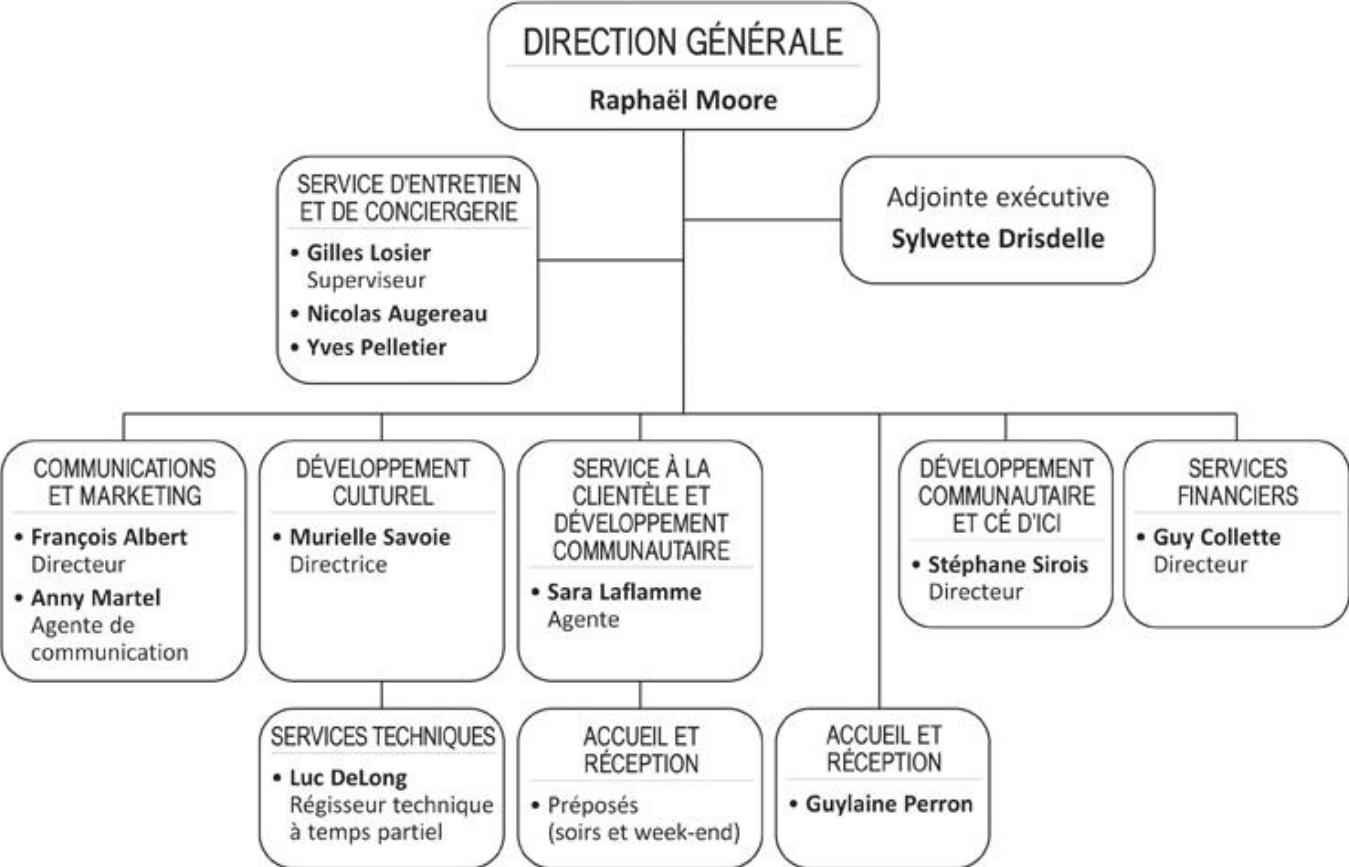 DIRECTION GÉNÉRALE
Raphaël Moore
SERVICE D'ENTRETIEN
ET DE CONCIERGERIE
• Gilles Losier
Superviseur
• Nicolas Augereau
• Yves Pelletier
Adjointe exécutive
Sylvette Drisdelle
COMMUNICATIONS
ET MARKETING
• François Albert
Directeur
• Anny Martel
Agente de
communication
DÉVELOPPEMENT
CULTUREL
• Murielle Savoie
Directrice
SERVICE À LA
CLIENTÈLE ET
DÉVELOPPEMENT
COMMUNAUTAIRE
• Sara Laflamme
Agente
DÉVELOPPEMENT
COMMUNAUTAIRE
ET CÉ D'ICI
• Stéphane Sirois
Directeur
SERVICES
FINANCIERS
• Guy Collette
Directeur
SERVICES TECHNIQUES
• Luc DeLong
Régisseur technique
à temps partiel
ACCUEIL ET
RÉCEPTION
• Préposés
(soirs et week-end)
ACCUEIL ET
RÉCEPTION
• Guylaine Perron